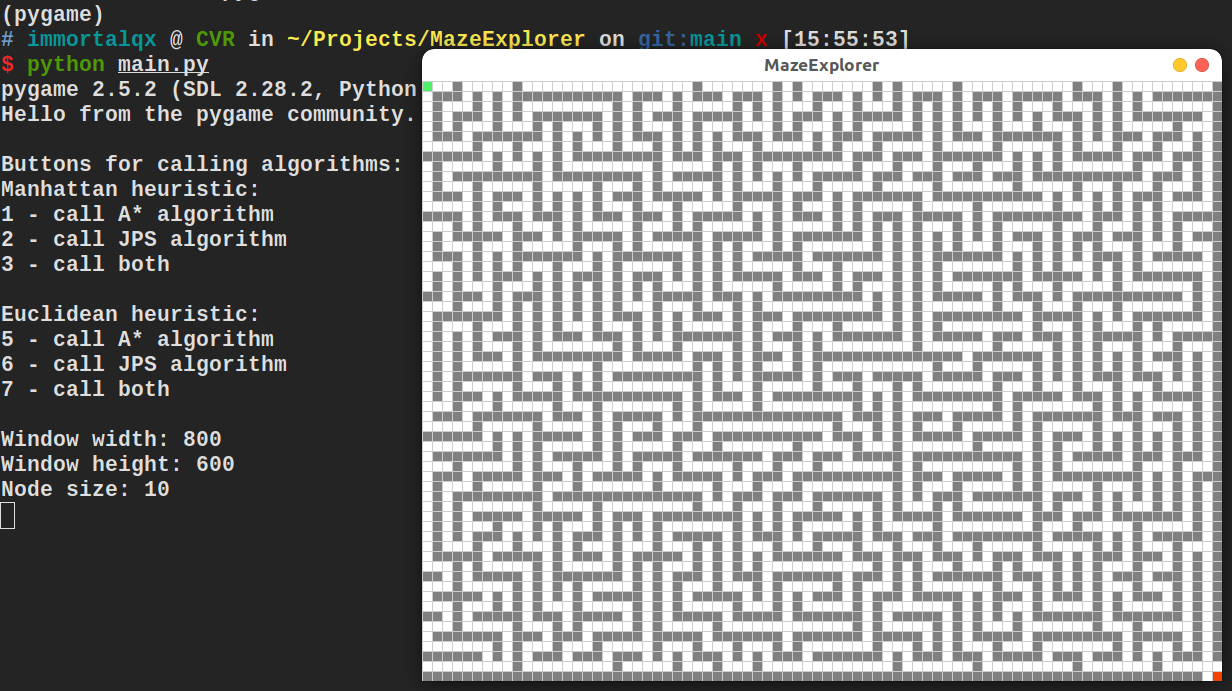 (pygame)
# immortalqx @ CVR in ~/Projects/MazeExplorer on git:main x [15:55:53]
$ python main.py
MazeExplorer
pygame 2.5.2 (SDL 2.28.2, Python
Hello from the pygame community.
Buttons for calling algorithms:
Manhattan heuristic:
1 - call A* algorithm
2 - call JPS algorithm
3 - call both
Euclidean heuristic:
5 - call A* algorithm
6 - call JPS algorithm
7 - call both
Window width: 800
Window height: 600
Node size: 10